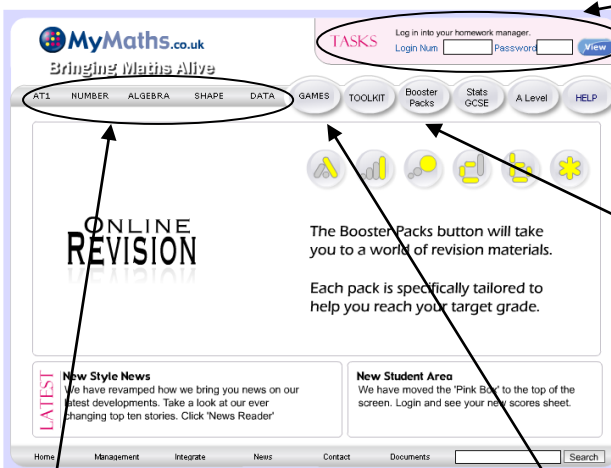 MyMaths.co.uk
Bringing Maths Alive
TASKS
Log in into your homework manager.
Login Num Password View
AT1 NUMBER ALGEBRA SHAPE DATA GAMES TOOLKIT Booster Packs Stats GCSE A Level HELP
ONLINE
REVISION
The Booster Packs button will take
you to a world of revision materials.
Each pack is specifically tailored to
help you reach your target grade.
LATEST
New Style News
We have revamped how we bring you news on our
latest developments. Take a look at our ever
changing top ten stories. Click 'News Reader'
New Student Area
We have moved the 'Pink Box' to the top of the
screen. Login and see your new scores sheet.
Home Management Integrate News Contact Documents Search